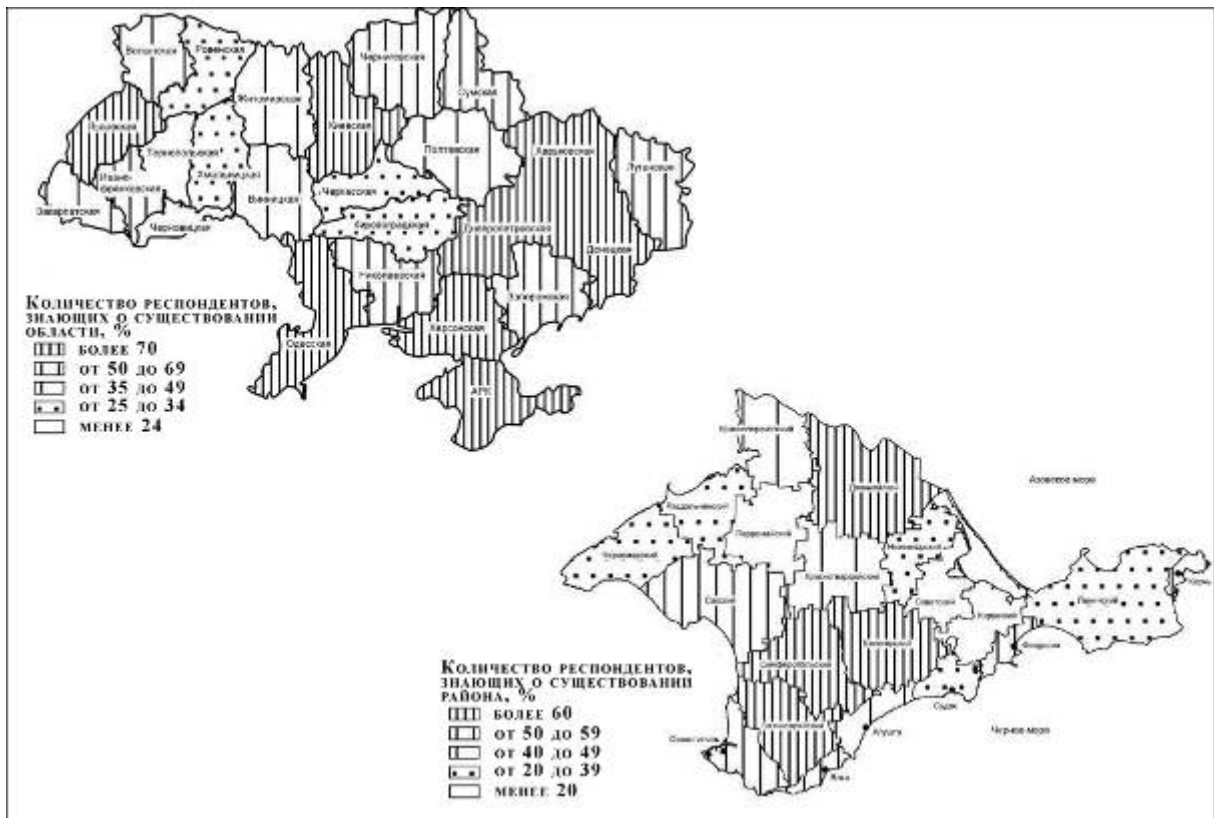 Волынская
Ровенская
Житомирская
Киевская
Черниговская
Сумская
Львовская
Тернопольская
Хмельницкая
Ивано-
франковская
Закарпатская
Черновицкая
Винницкая
Черкасская
Кировоградская
Полтавская
Харьковская
Луганская
Днепропетровская
Донецкая
Запорожская
Николаевская
Херсонская
Одесская
АРК
Количество респондентов,
знающих о существовании
области, %
более 70
от 50 до 69
от 35 до 49
от 25 до 34
менее 24
Красноперекопский
Джанкойский
Раздольненский
Черноморский
Первомайский
Красногвардейский
Нижнегорский
Советский
Кировский
Ленинский
Керчь
Феодосия
Сакский
Симферопольский
Белогорский
Судак
Алушта
Ялта
Севастополь
Азовское море
Черное море
Количество респондентов,
знающих о существовании
района, %
более 60
от 50 до 59
от 40 до 49
от 20 до 39
менее 20